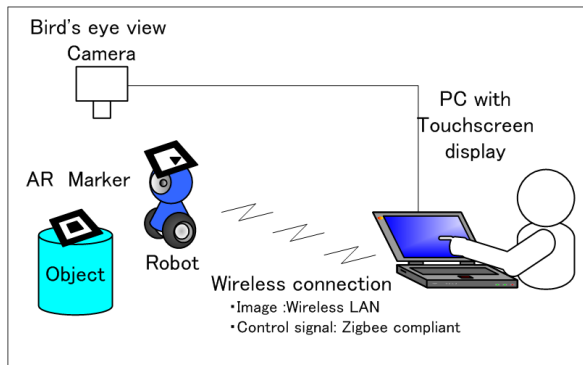 Bird's eye view
Camera
PC with
Touchscreen
display
AR Marker
Object
Robot
Wireless connection
・Image :Wireless LAN
・Control signal: Zigbee compliant